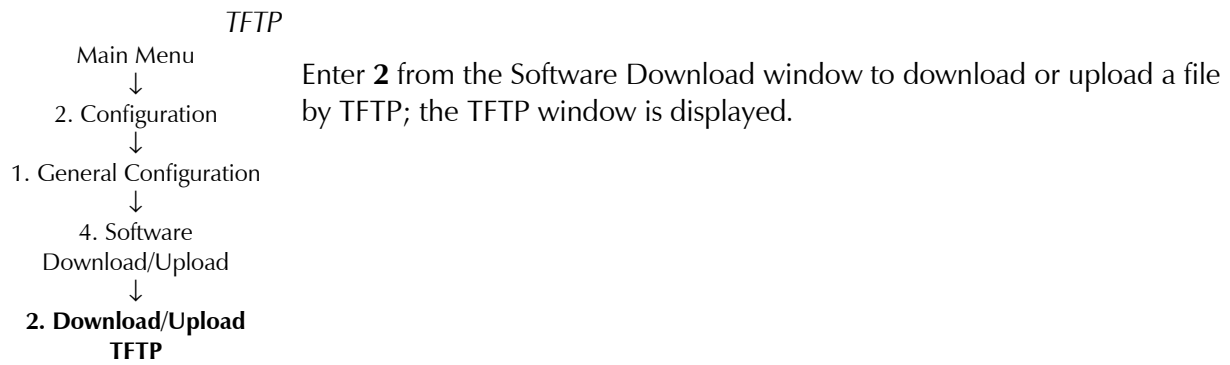 TFTP
Main Menu
↓
2. Configuration
↓
1. General Configuration
↓
4. Software
Download/Upload
↓
2. Download/Upload
TFTP
Enter 2 from the Software Download window to download or upload a file
by TFTP; the TFTP window is displayed.